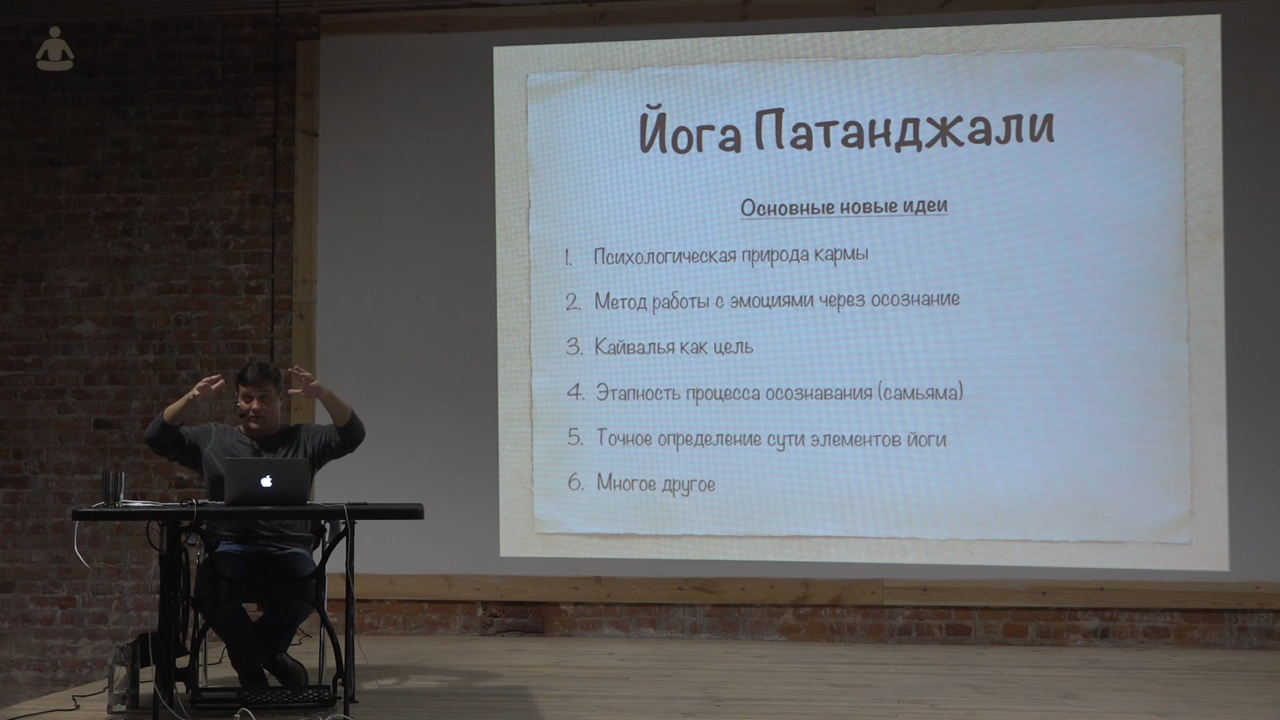 Йога Патанджали
Основные новые идеи
1. Психологическая природа кармы
2. Метод работы с эмоциями через осознание
3. Кайвалья как цель
4. Этапность процесса осознавания (самьяма)
5. Точное определение сути элементов йоги
6. Многое другое